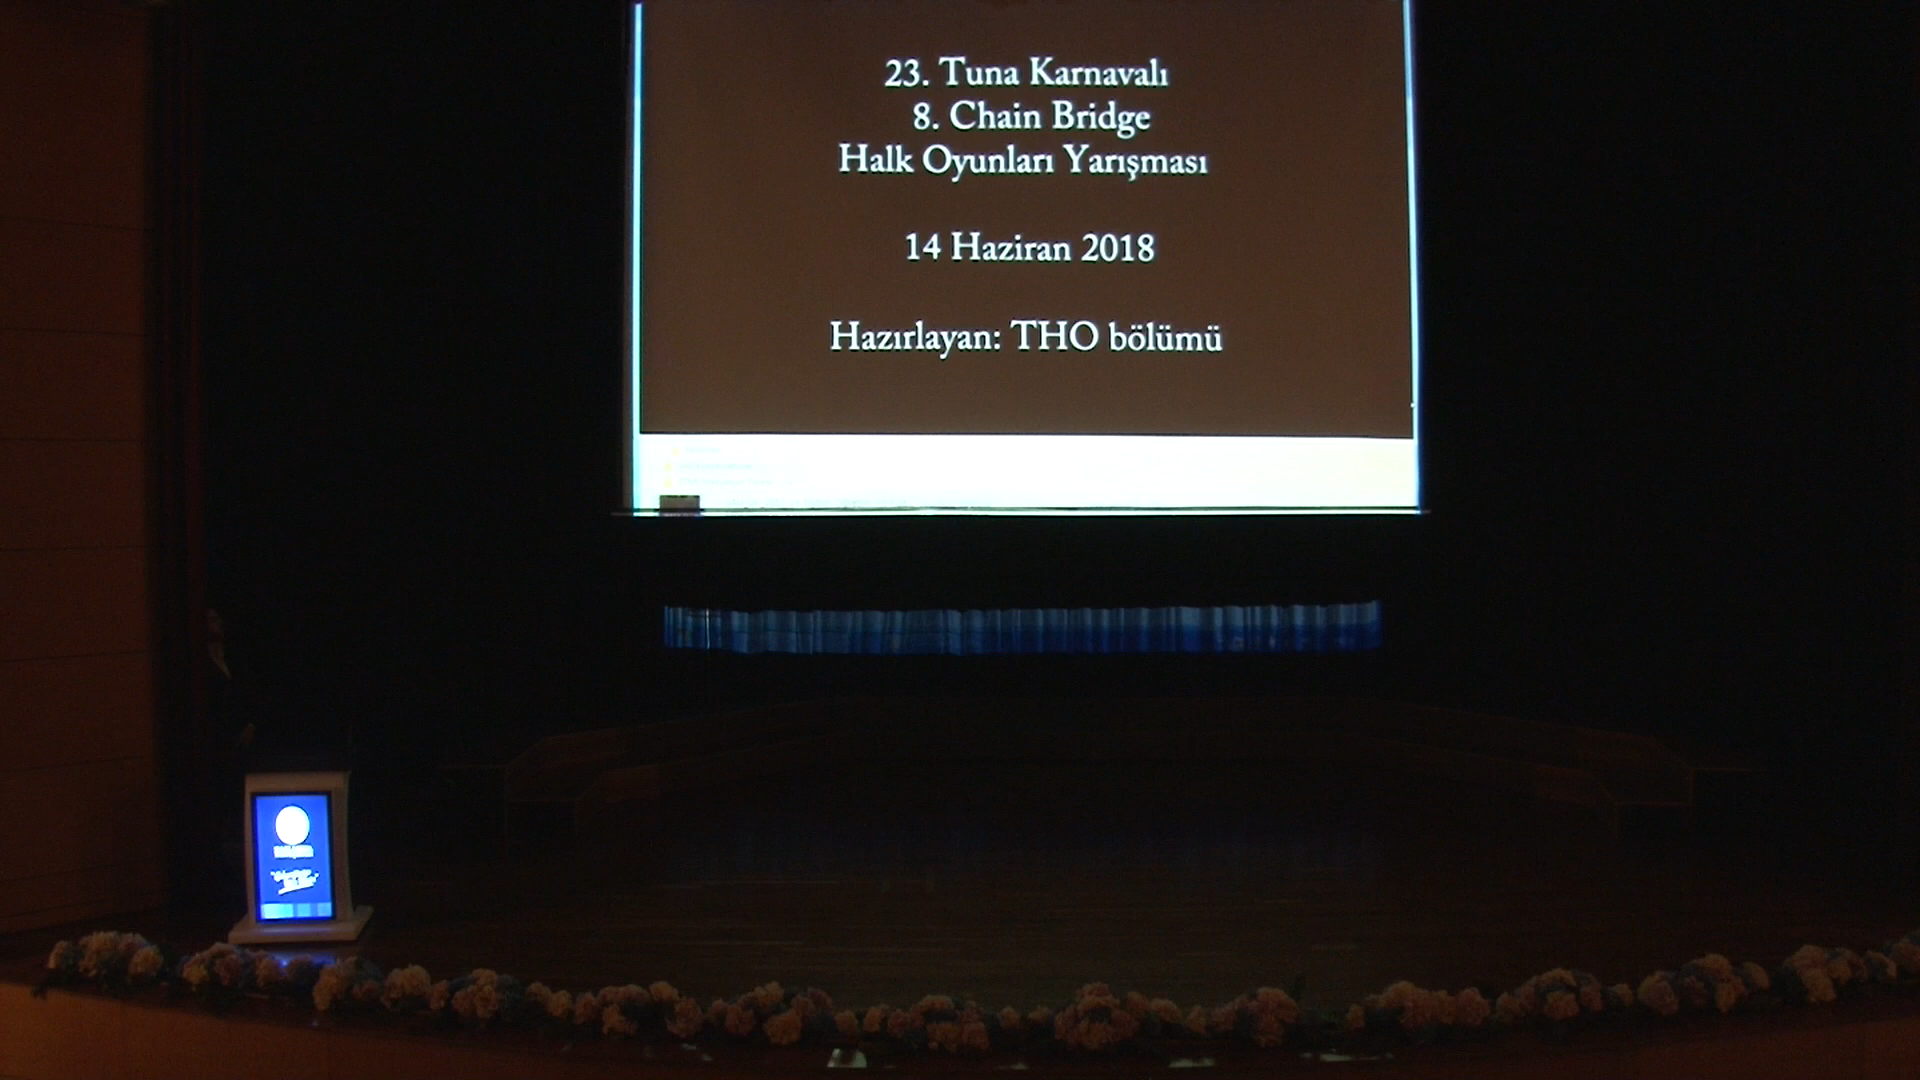 23. Tuna Karnavalı
8. Chain Bridge
Halk Oyunları Yarışması
14 Haziran 2018
Hazırlayan: THO bölümü